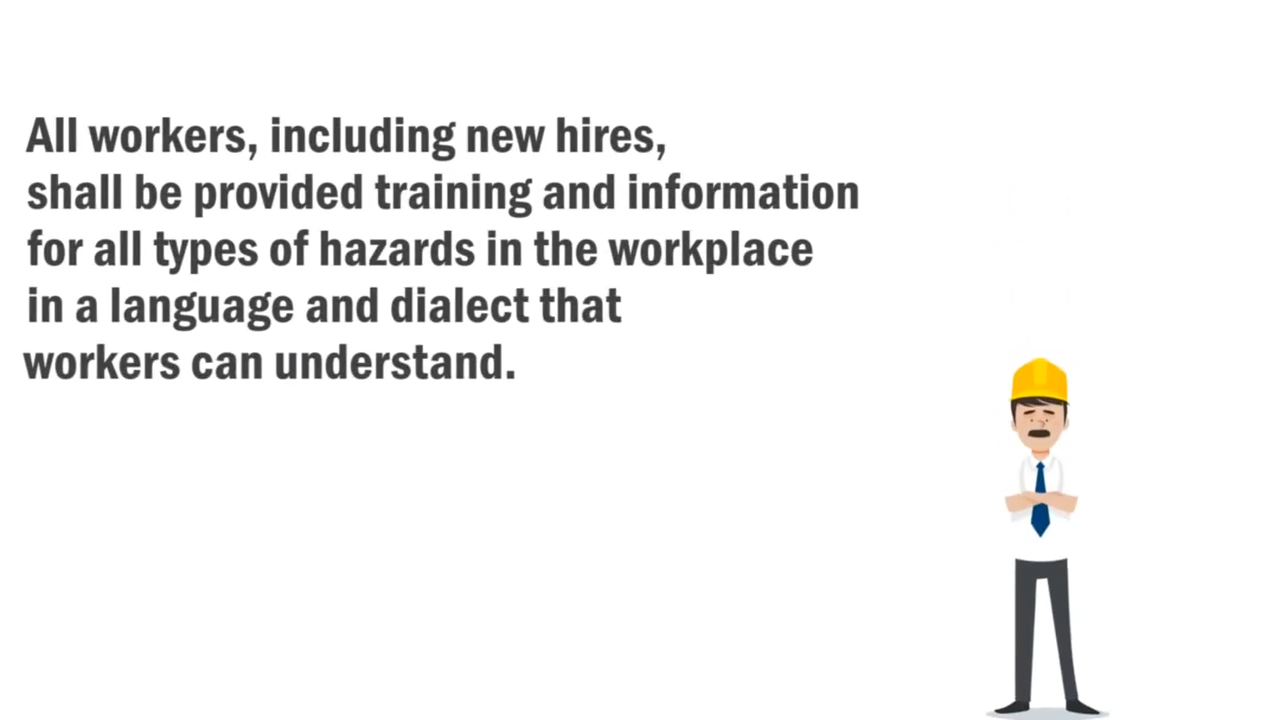 All workers, including new hires,
shall be provided training and information
for all types of hazards in the workplace
in a language and dialect that
workers can understand.